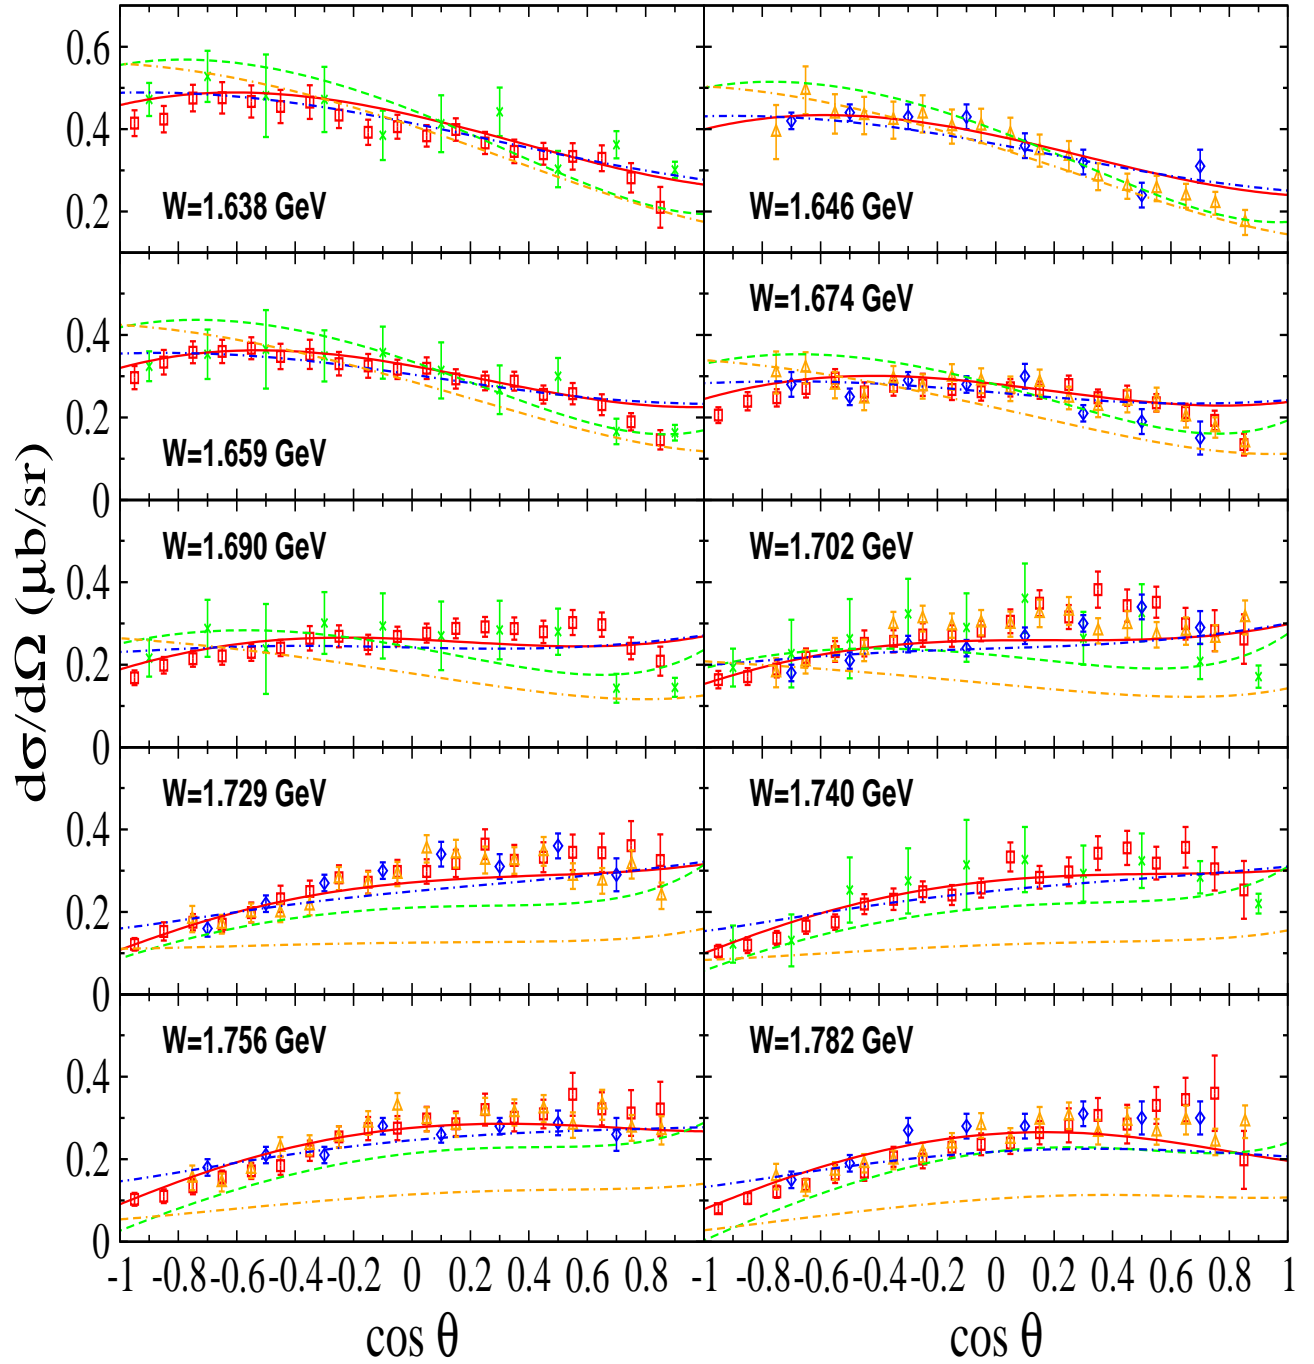 0.6
0.4
0.2
W=1.638 GeV
W=1.646 GeV
0.4
0.2
0
W=1.659 GeV
W=1.674 GeV
0.4
0.2
0
W=1.690 GeV
W=1.702 GeV
dσ/dΩ (μb/sr)
0.4
0.2
0
W=1.729 GeV
W=1.740 GeV
0.4
0.2
0
W=1.756 GeV
W=1.782 GeV
-1 -0.8 -0.6 -0.4 -0.2 0 0.2 0.4 0.6 0.8 -1 -0.8 -0.6 -0.4 -0.2 0 0.2 0.4 0.6 0.8 1
cos θ cos θ